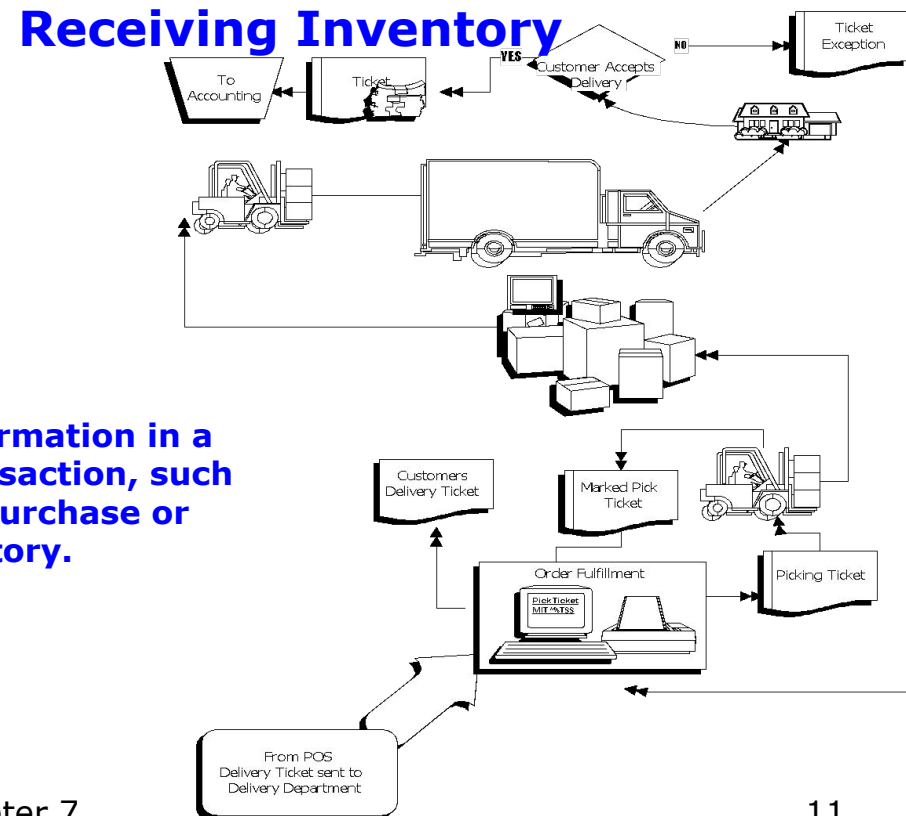 Receiving Inventory
Ticket
Exception
NO
YES
Customer Accepts
Delivery
Ticket
To
Accounting
rmation in a
saction, such
urchase or
tory.
Customers
Delivery Ticket
Marked Pick
Ticket
Picking Ticket
Order Fulfillment
PickTicket
From POS
Delivery Ticket sent to
Delivery Department
ter 7
11